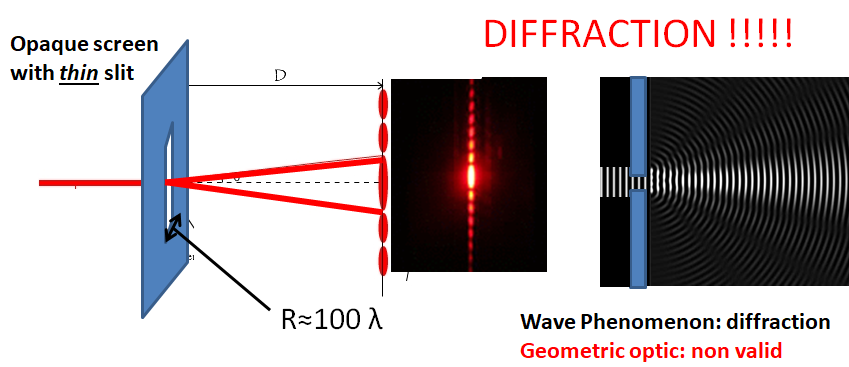 DIFFRACTION !!!!!
Opaque screen
with thin slit
D
R≈100 λ
Wave Phenomenon: diffraction
Geometric optic: non valid